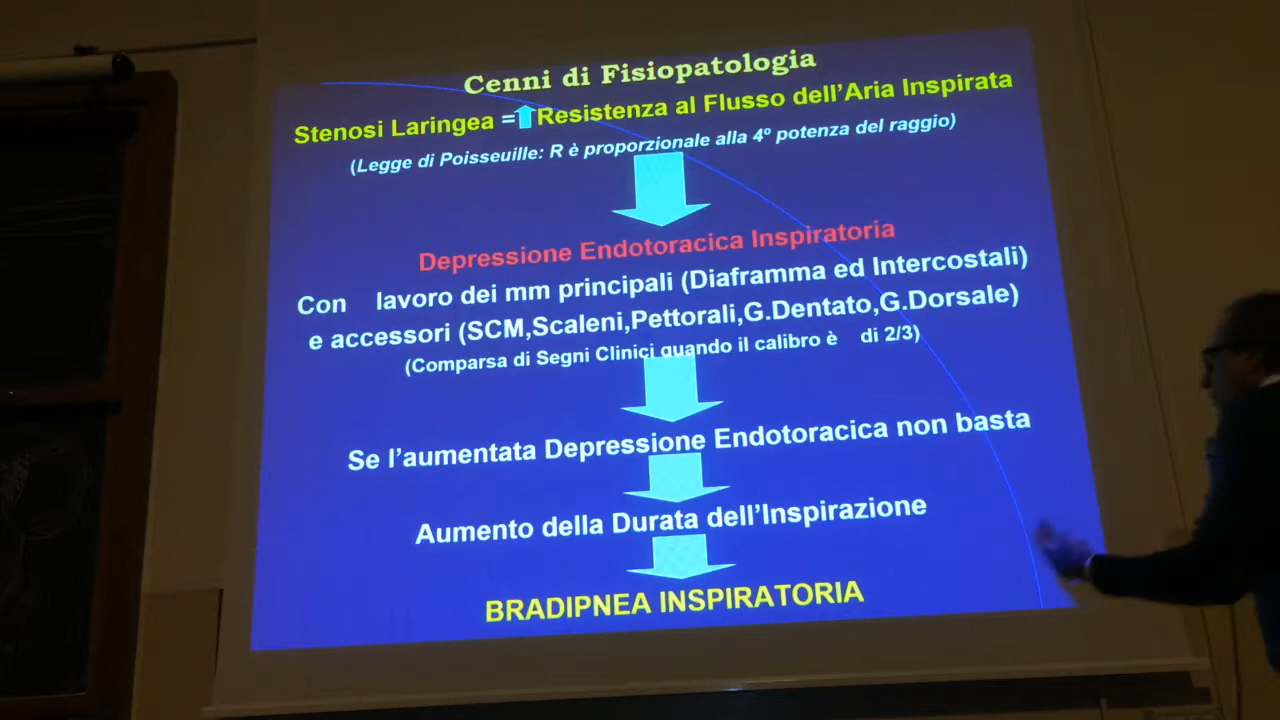 Cenni di Fisiopatologia
Stenosi Laringea = Resistenza al Flusso dell'Aria Inspirata
(Legge di Poisseuille: R è proporzionale alla 4º potenza del raggio)
Depressione Endotoracica Inspiratoria
Con lavoro dei mm principali (Diaframma ed Intercostali)
e accessori (SCM,Scaleni,Pettorali,G.Dentato,G.Dorsale)
(Comparsa di Segni Clinici quando il calibro è di 2/3)
Se l'aumentata Depressione Endotoracica non basta
Aumento della Durata dell'Inspirazione
BRADIPNEA INSPIRATORIA